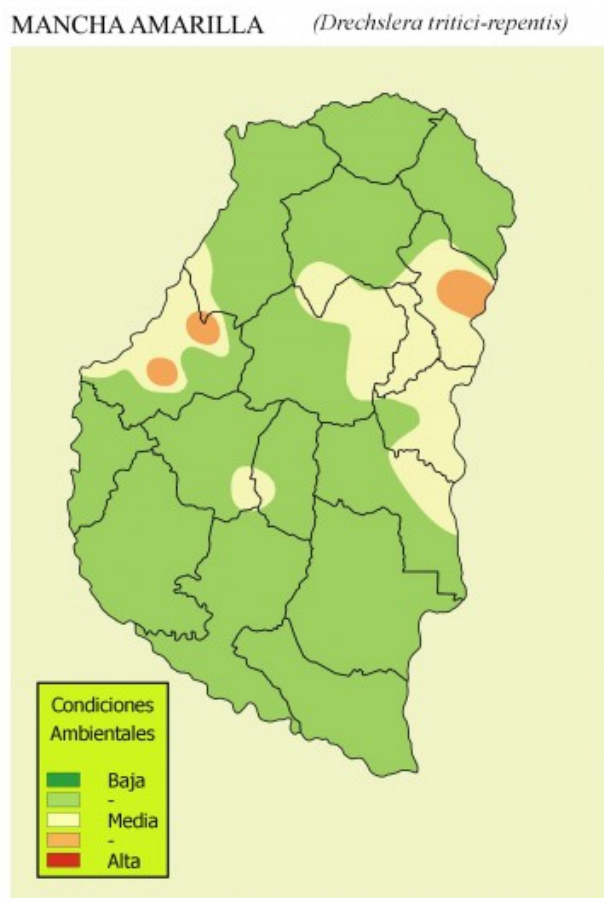 MANCHA AMARILLA (Drechslera tritici-repentis)
Condiciones
Ambientales
Baja
-
Media
-
Alta